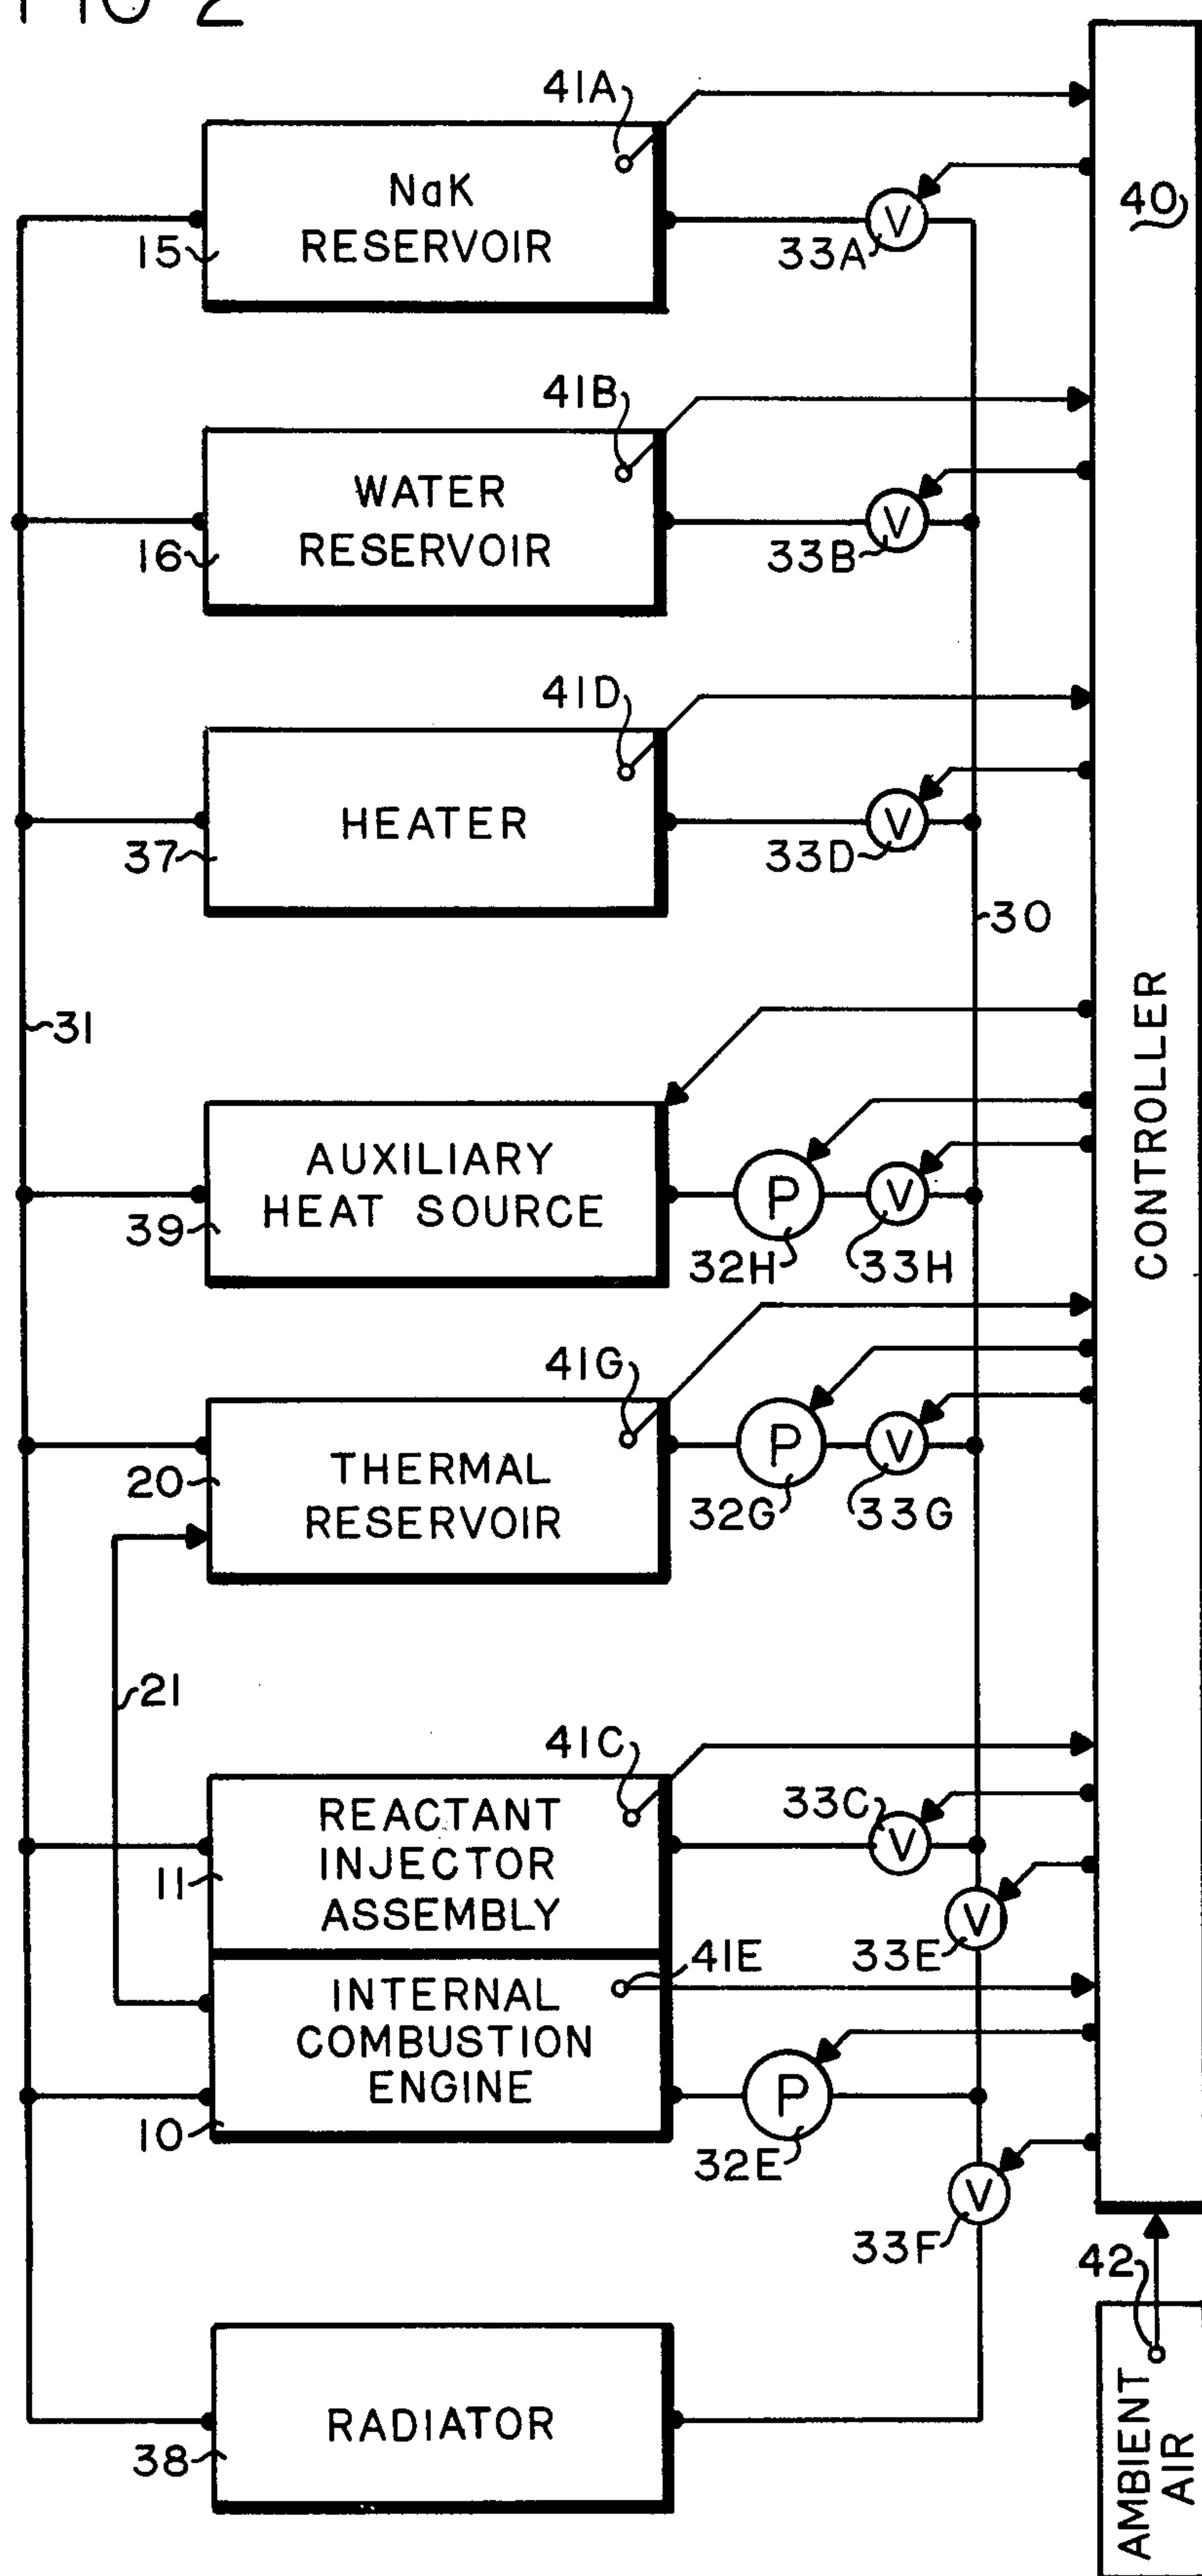 FIG 2
41A
40
NaK
RESERVOIR
V
15
33A
41B
WATER
RESERVOIR
V
16
33B
41D
HEATER
V
37
33D
30
CONTROLLER
31
AUXILIARY
HEAT SOURCE
P
V
39
32H
33H
41G
THERMAL
RESERVOIR
P
V
20
32G
33G
21
41C
33C
REACTANT
INJECTOR
ASSEMBLY
V
11
V
33E
41E
INTERNAL
COMBUSTION
ENGINE
P
10
32E
V
33F
42
RADIATOR
38
AMBIENT
AIR